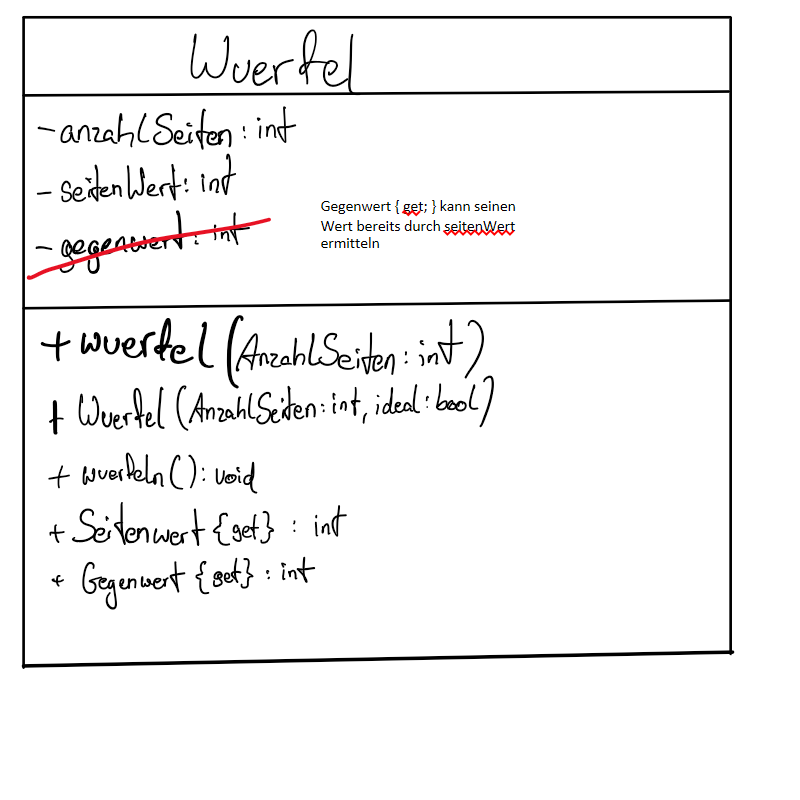 Wuerfel
- anzahlSeiten : int
- seitenWert : int
- gegenwert : int
Gegenwert { get; } kann seinen
Wert bereits durch seitenWert
ermitteln
+ wuerfel (AnzahlSeiten : int)
+ Wuerfel (AnzahlSeiten : int, ideal : bool)
+ wuerfeln () : void
+ Seitenwert {get} : int
+ Gegenwert {get} : int